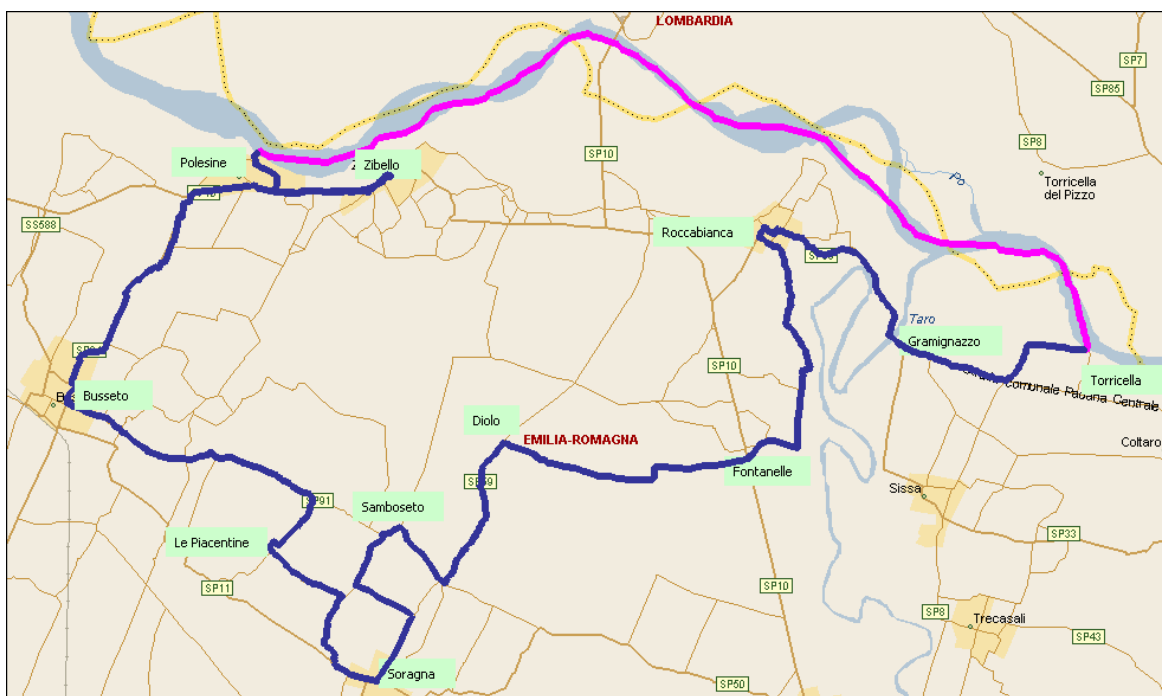 LOMBARDIA
SP7
SP85
SP10
SP8
Polesine
Zibello
Torricella
del Pizzo
Po
SS588
Roccabianca
Taro
Gramignazzo
SP10
Torricella
Busseto
Comunale Padana Centrale
Diolo
EMILIA-ROMAGNA
Coltaro
Fontanelle
SP59
Sissa
SP91
Samboseto
SP33
Le Piacentine
SP11
SP10
SP8
Trecasali
SP43
Soragna
SP50